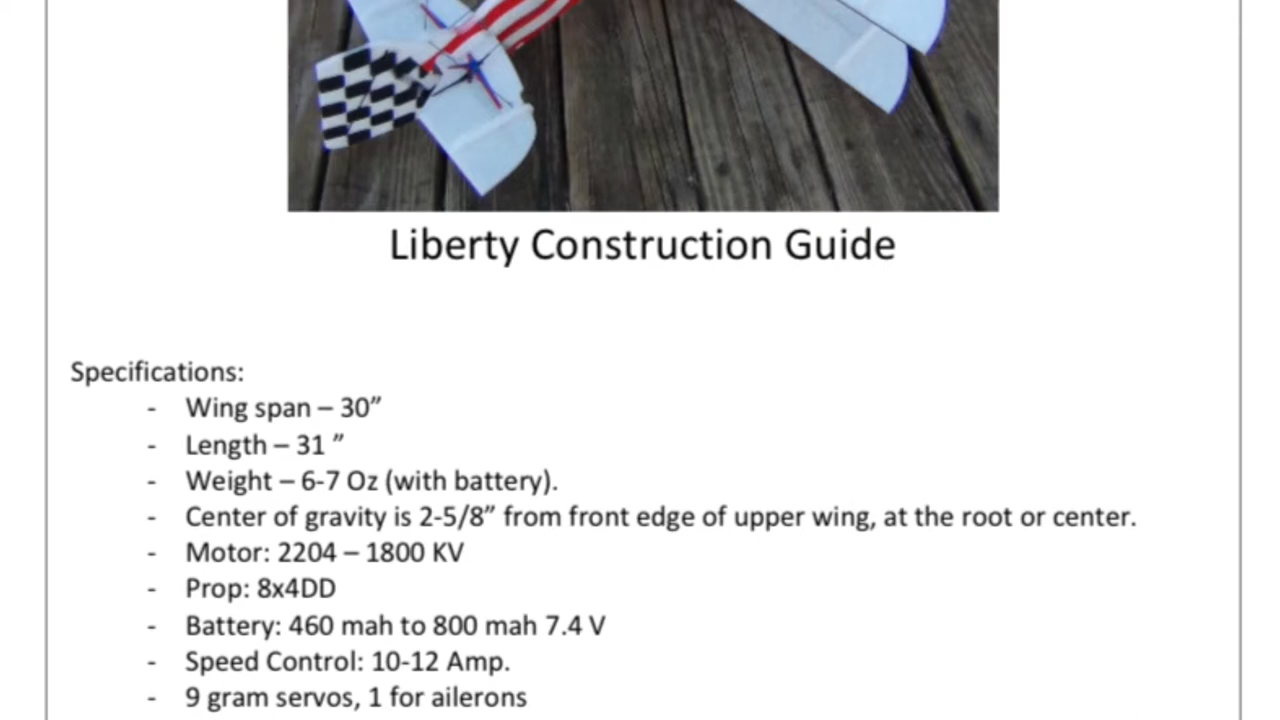 Liberty Construction Guide
Specifications:
- Wing span – 30”
- Length – 31 ”
- Weight – 6-7 Oz (with battery).
- Center of gravity is 2-5/8” from front edge of upper wing, at the root or center.
- Motor: 2204 – 1800 KV
- Prop: 8x4DD
- Battery: 460 mah to 800 mah 7.4 V
- Speed Control: 10-12 Amp.
- 9 gram servos, 1 for ailerons